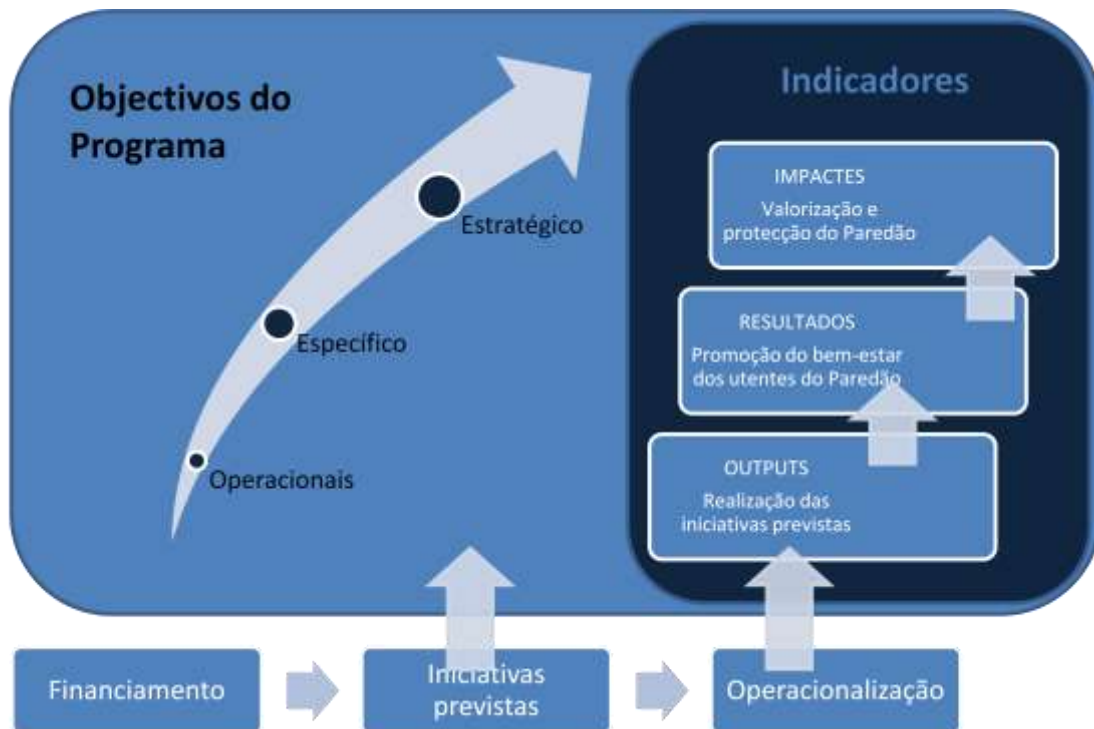 Objectivos do
Programa
Estratégico
Específico
Operacionais
Indicadores
IMPACTES
Valorização e
protecção do Paredão
RESULTADOS
Promoção do bem-estar
dos utentes do Paredão
OUTPUTS
Realização das
iniciativas previstas
Financiamento
Iniciativas
previstas
Operacionalização